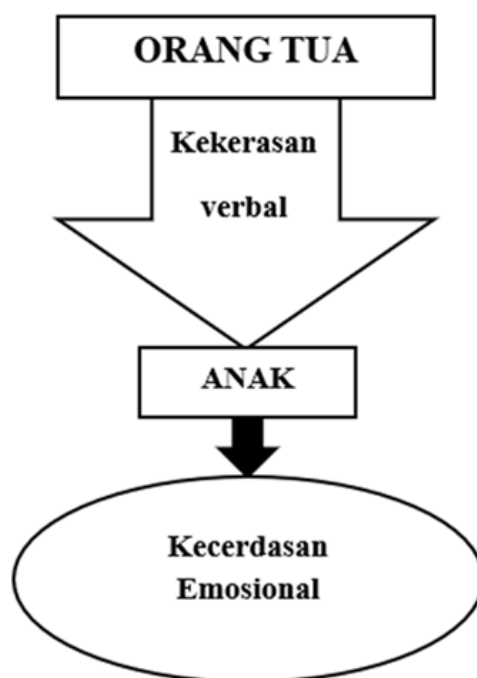 ORANG TUA
Kekerasan
verbal
ANAK
Kecerdasan
Emosional